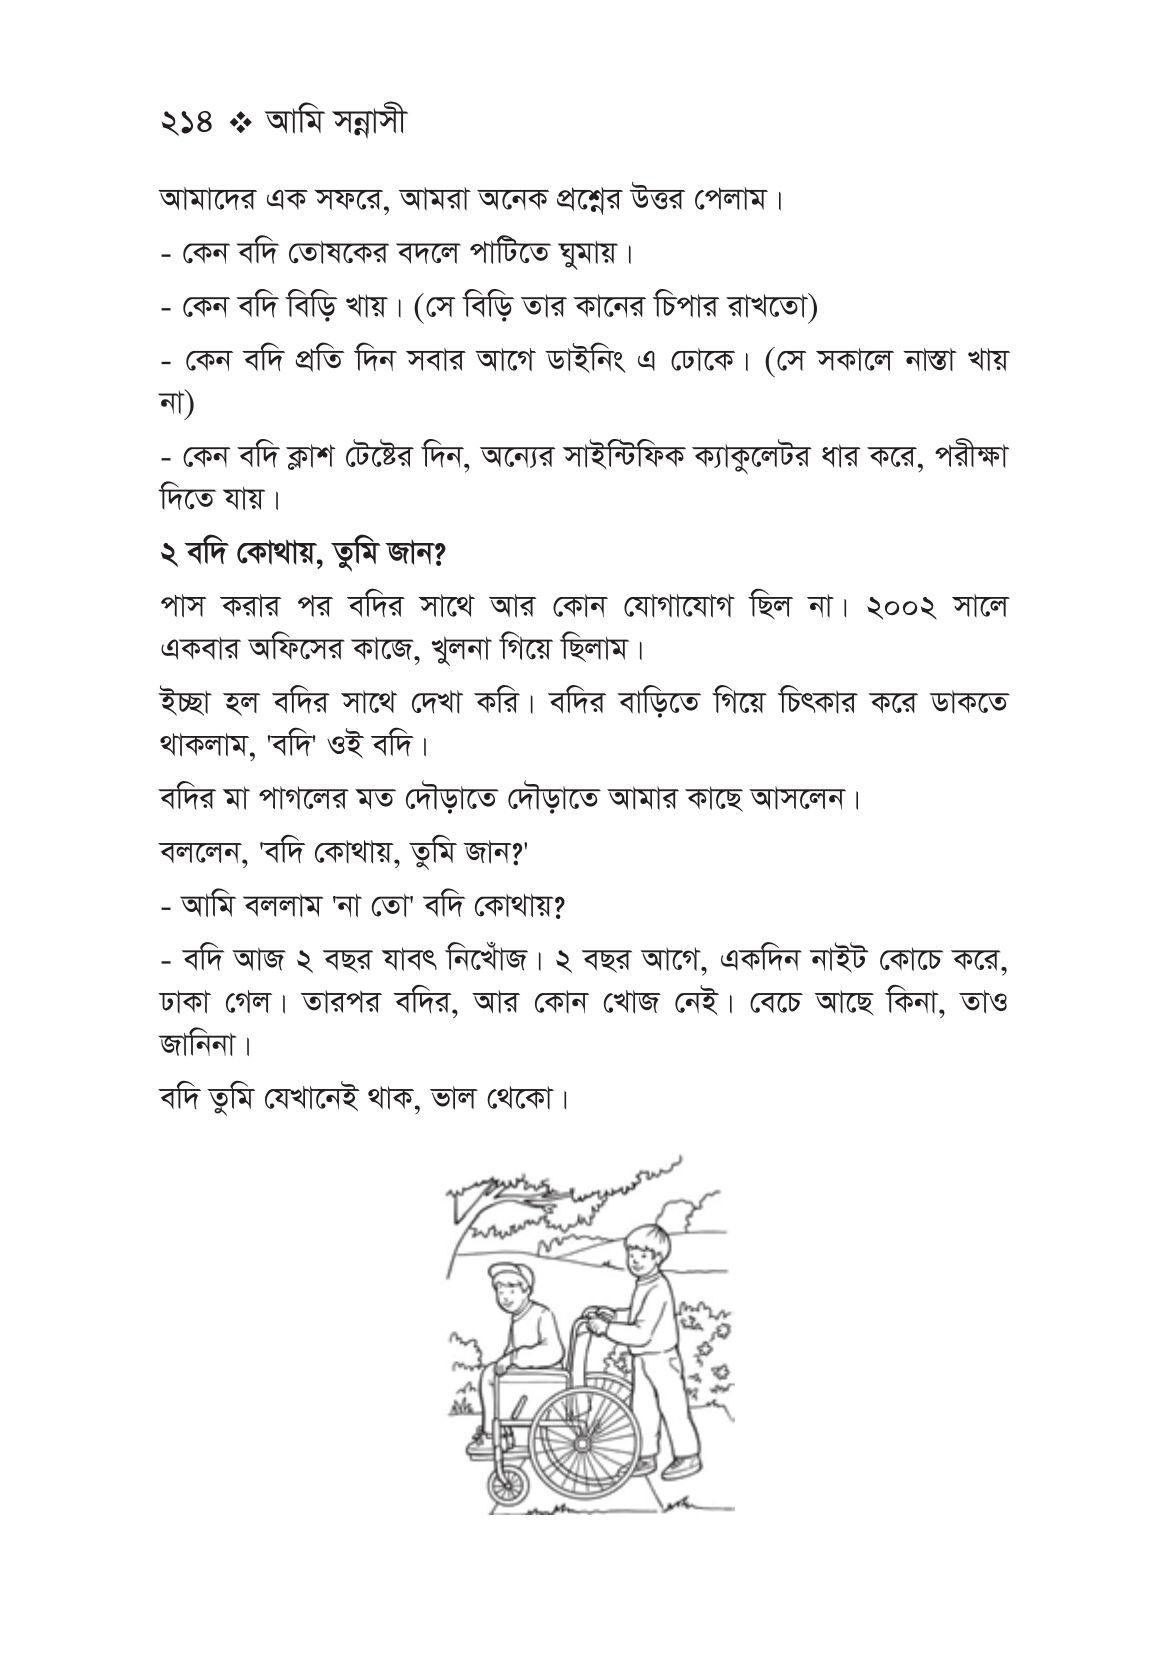 ২১৪ ❖ আমি সন্নাসী
আমাদের এক সফরে, আমরা অনেক প্রশ্নের উত্তর পেলাম।
- কেন বদি তোষকের বদলে পাটিতে ঘুমায়।
- কেন বদি বিড়ি খায়। (সে বিড়ি তার কানের চিপার রাখতো)
- কেন বদি প্রতি দিন সবার আগে ডাইনিং এ ঢোকে। (সে সকালে নাস্তা খায়
না)
- কেন বদি ক্লাশ টেষ্টের দিন, অন্যের সাইন্টিফিক ক্যাকুলেটর ধার করে, পরীক্ষা
দিতে যায়।
২ বদি কোথায়, তুমি জান?
পাস করার পর বদির সাথে আর কোন যোগাযোগ ছিল না। ২০০২ সালে
একবার অফিসের কাজে, খুলনা গিয়ে ছিলাম।
ইচ্ছা হল বদির সাথে দেখা করি। বদির বাড়িতে গিয়ে চিৎকার করে ডাকতে
থাকলাম, 'বদি' ওই বদি।
বদির মা পাগলের মত দৌড়াতে দৌড়াতে আমার কাছে আসলেন।
বললেন, 'বদি কোথায়, তুমি জান?'
- আমি বললাম 'না তো' বদি কোথায়?
- বদি আজ ২ বছর যাবৎ নিখোঁজ। ২ বছর আগে, একদিন নাইট কোচে করে,
ঢাকা গেল। তারপর বদির, আর কোন খোজ নেই। বেচে আছে কিনা, তাও
জানিনা।
বদি তুমি যেখানেই থাক, ভাল থেকো।